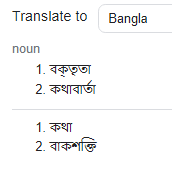 Translate to Bangla
noun
1. বক্তৃতা
2. কথাবার্তা
1. কথা
2. বাকশক্তি